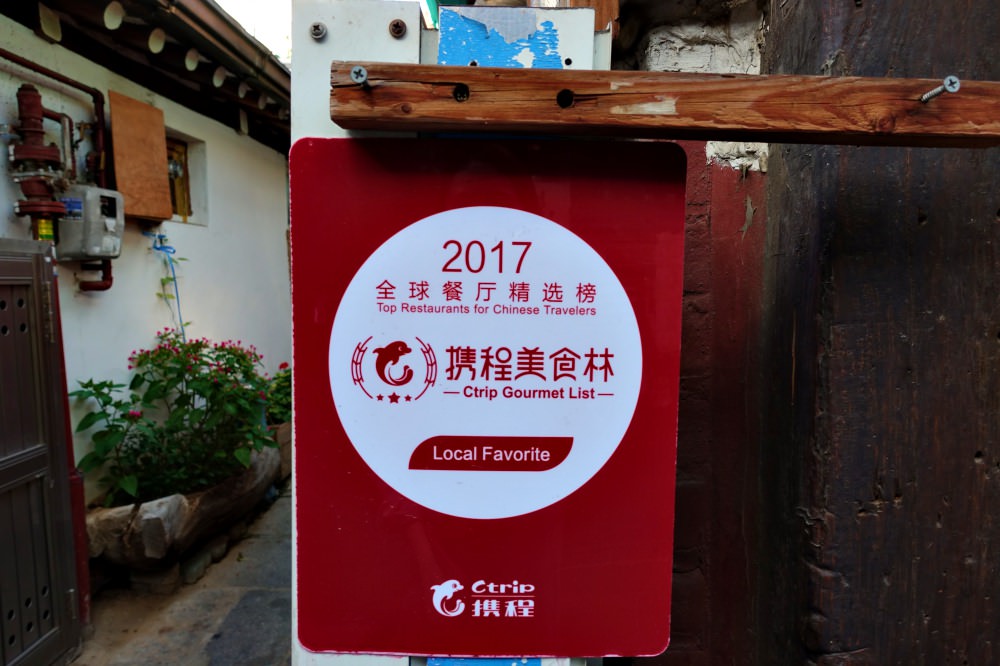 2017
全球餐厅精选榜
Top Restaurants for Chinese Travelers
携程美食林
Ctrip Gourmet List
Local Favorite
Ctrip
携程